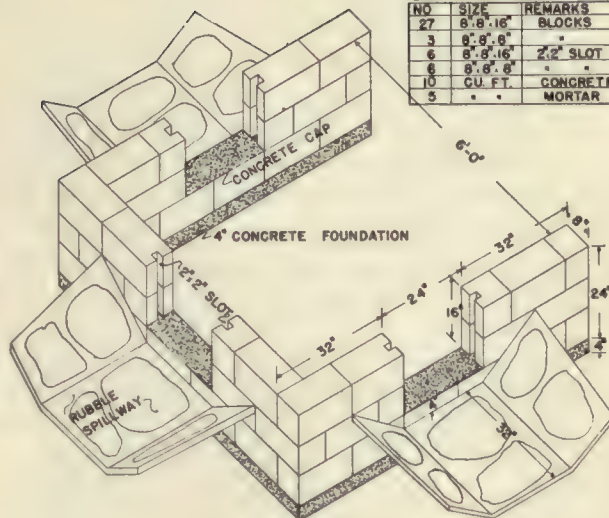 NO SIZE REMARKS
27 8"·8"·16" BLOCKS
3 8"·8"·8" "
6 8"·8"·16" 2"·2" SLOT
6 8"·8"·8" " "
10 CU. FT. CONCRETE
5 " " MORTAR
CONCRETE CAP
6'-0"
4" CONCRETE FOUNDATION
2"·2" SLOT
8"
32"
24"
32"
16"
24"
4"
4"
38"
RUBBLE
SPILLWAY